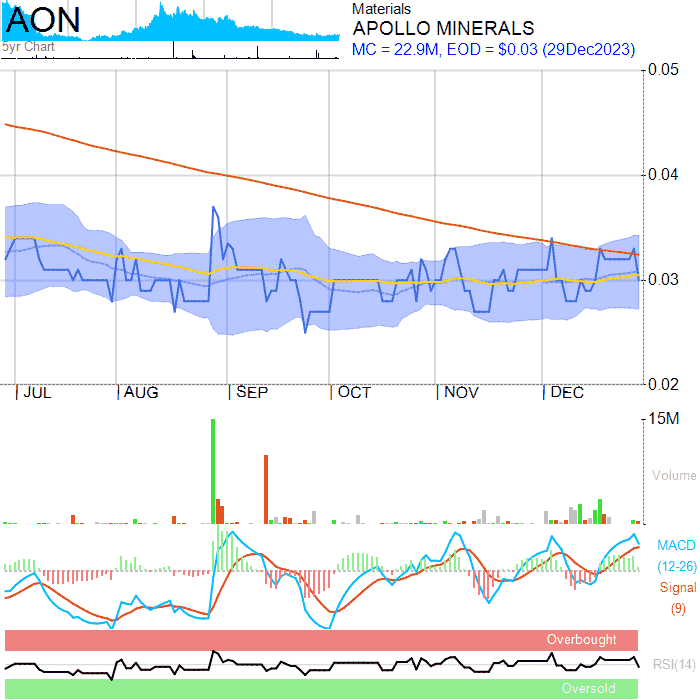 AON
5yr Chart
Materials
APOLLO MINERALS
MC = 22.9M, EOD = $0.03 (29Dec2023)
0.05
0.04
0.03
0.02
JUL AUG SEP OCT NOV DEC
15M
Volume
MACD
(12-26)
Signal
(9)
Overbought
RSI(14)
Oversold